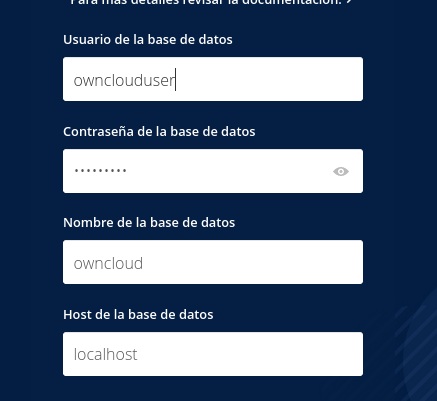 Para más detalles revisar la documentación. ›
Usuario de la base de datos
ownclouduser
Contraseña de la base de datos
·········
Nombre de la base de datos
owncloud
Host de la base de datos
localhost